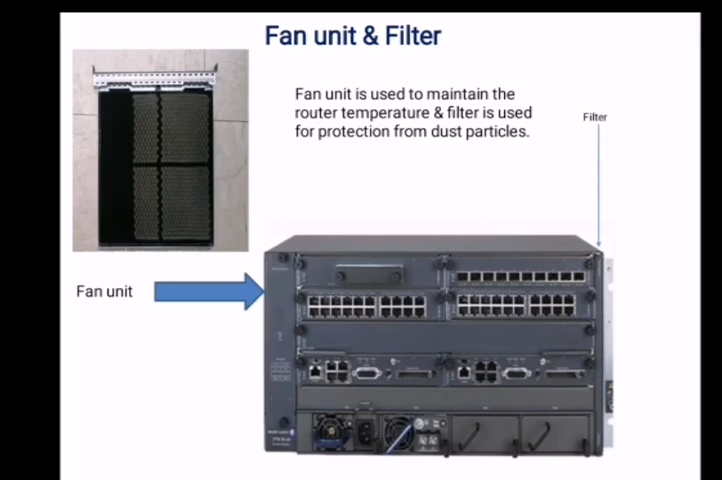 Fan unit & Filter
Fan unit is used to maintain the
router temperature & filter is used
for protection from dust particles.
Filter
Fan unit